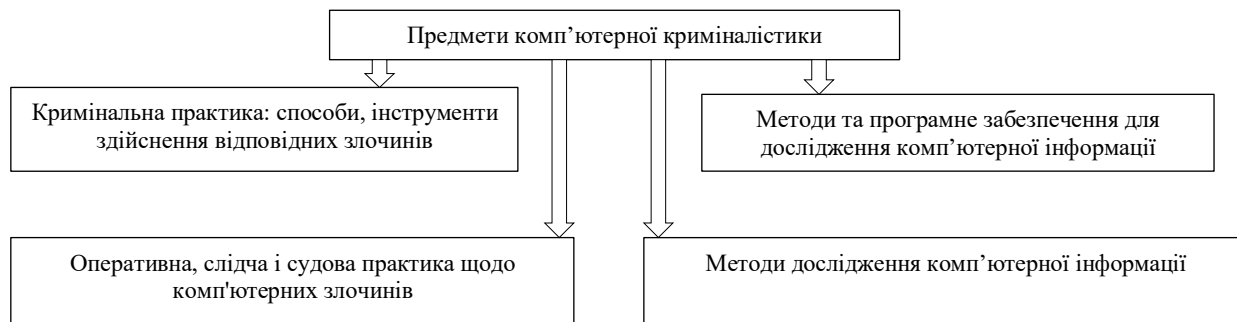 Предмети комп’ютерної криміналістики
Кримінальна практика: способи, інструменти
здійснення відповідних злочинів
Методи та програмне забезпечення для
дослідження комп’ютерної інформації
Оперативна, слідча і судова практика щодо
комп'ютерних злочинів
Методи дослідження комп’ютерної інформації